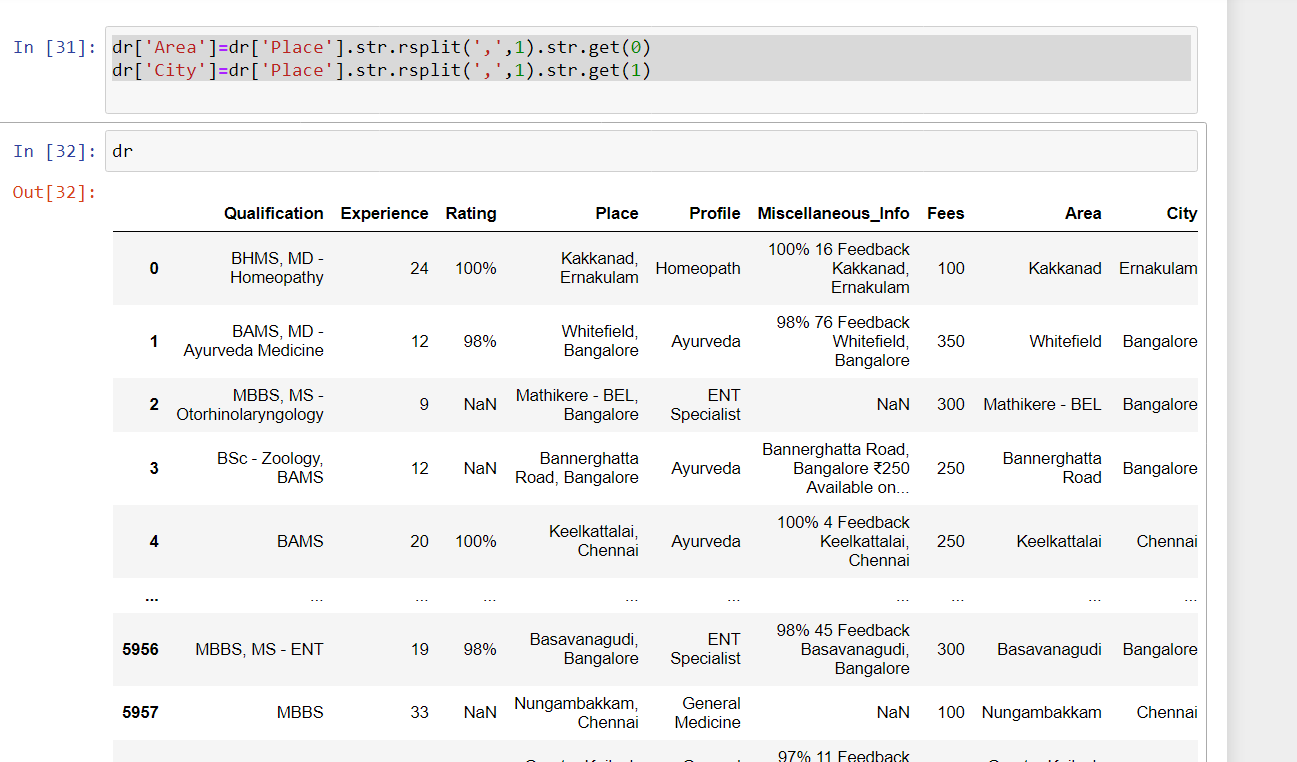 In [31]: dr['Area']=dr['Place'].str.rsplit(',',1).str.get(0)
dr['City']=dr['Place'].str.rsplit(',',1).str.get(1)
In [32]: dr
Out[32]:
Qualification Experience Rating Place Profile Miscellaneous_Info Fees Area City
0 BHMS, MD - Homeopathy 24 100% Kakkanad, Ernakulam Homeopath 100% 16 Feedback Kakkanad, Ernakulam 100 Kakkanad Ernakulam
1 BAMS, MD - Ayurveda Medicine 12 98% Whitefield, Bangalore Ayurveda 98% 76 Feedback Whitefield, Bangalore 350 Whitefield Bangalore
2 MBBS, MS - Otorhinolaryngology 9 NaN Mathikere - BEL, Bangalore ENT Specialist NaN 300 Mathikere - BEL Bangalore
3 BSc - Zoology, BAMS 12 NaN Bannerghatta Road, Bangalore Ayurveda Bannerghatta Road, Bangalore ₹250 Available on... 250 Bannerghatta Road Bangalore
4 BAMS 20 100% Keelkattalai, Chennai Ayurveda 100% 4 Feedback Keelkattalai, Chennai 250 Keelkattalai Chennai
... ... ... ... ... ... ... ... ... ...
5956 MBBS, MS - ENT 19 98% Basavanagudi, Bangalore ENT Specialist 98% 45 Feedback Basavanagudi, Bangalore 300 Basavanagudi Bangalore
5957 MBBS 33 NaN Nungambakkam, Chennai General Medicine NaN 100 Nungambakkam Chennai
97% 11 Feedback